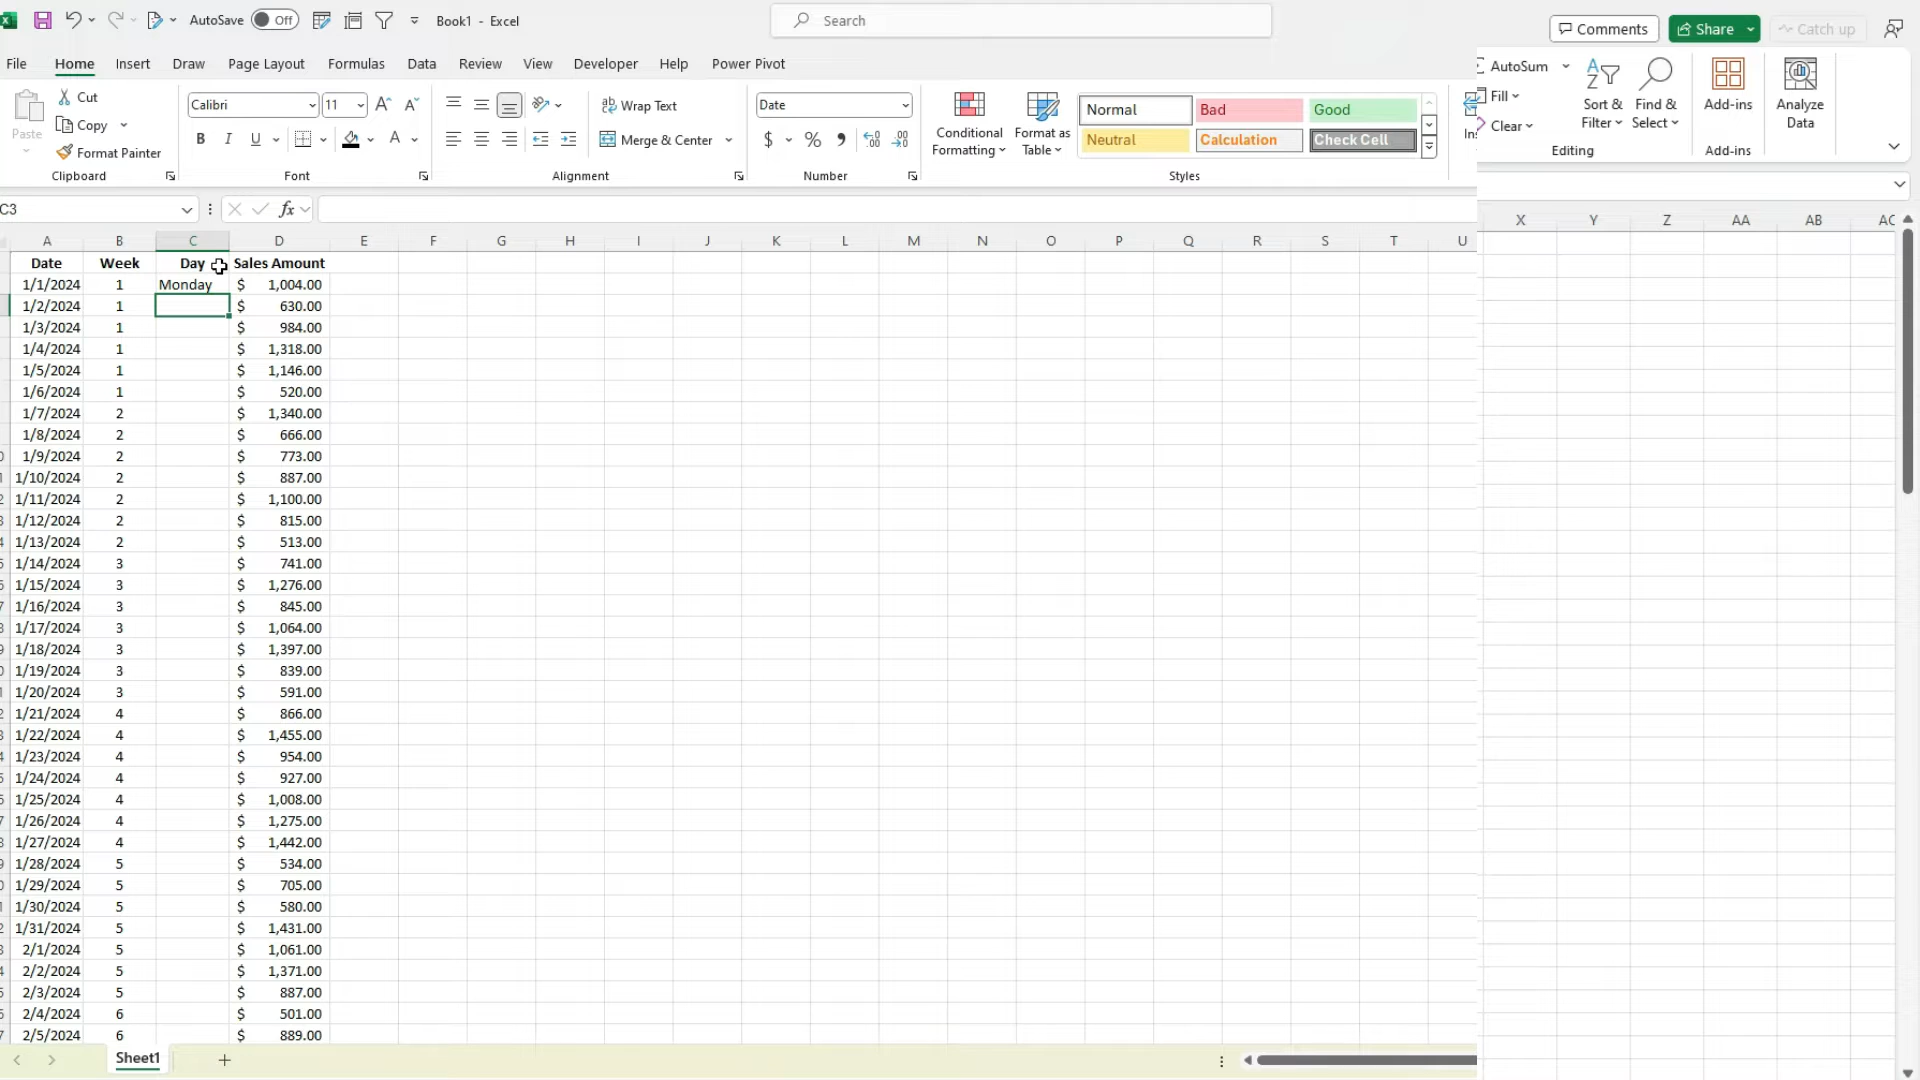 AutoSave Off Book1 - Excel Search Comments Share Catch up
File Home Insert Draw Page Layout Formulas Data Review View Developer Help Power Pivot
Paste
Cut
Copy
Format Painter
Clipboard
Calibri 11
B I U A
Font
Wrap Text
Merge & Center
Alignment
Date
$ % ,
Number
Conditional Formatting
Format as Table
Normal Bad Good
Neutral Calculation Check Cell
Styles
AutoSum
Fill
Clear
Sort & Filter
Find & Select
Editing
Add-ins
Add-ins
Analyze Data
C3 fx
A B C D E F G H I J K L M N O P Q R S T U X Y Z AA AB AC
Date Week Day Sales Amount
1/1/2024 1 Monday $ 1,004.00
1/2/2024 1 $ 630.00
1/3/2024 1 $ 984.00
1/4/2024 1 $ 1,318.00
1/5/2024 1 $ 1,146.00
1/6/2024 1 $ 520.00
1/7/2024 2 $ 1,340.00
1/8/2024 2 $ 666.00
1/9/2024 2 $ 773.00
1/10/2024 2 $ 887.00
1/11/2024 2 $ 1,100.00
1/12/2024 2 $ 815.00
1/13/2024 2 $ 513.00
1/14/2024 3 $ 741.00
1/15/2024 3 $ 1,276.00
1/16/2024 3 $ 845.00
1/17/2024 3 $ 1,064.00
1/18/2024 3 $ 1,397.00
1/19/2024 3 $ 839.00
1/20/2024 3 $ 591.00
1/21/2024 4 $ 866.00
1/22/2024 4 $ 1,455.00
1/23/2024 4 $ 954.00
1/24/2024 4 $ 927.00
1/25/2024 4 $ 1,008.00
1/26/2024 4 $ 1,275.00
1/27/2024 4 $ 1,442.00
1/28/2024 5 $ 534.00
1/29/2024 5 $ 705.00
1/30/2024 5 $ 580.00
1/31/2024 5 $ 1,431.00
2/1/2024 5 $ 1,061.00
2/2/2024 5 $ 1,371.00
2/3/2024 5 $ 887.00
2/4/2024 6 $ 501.00
2/5/2024 6 $ 889.00
Sheet1